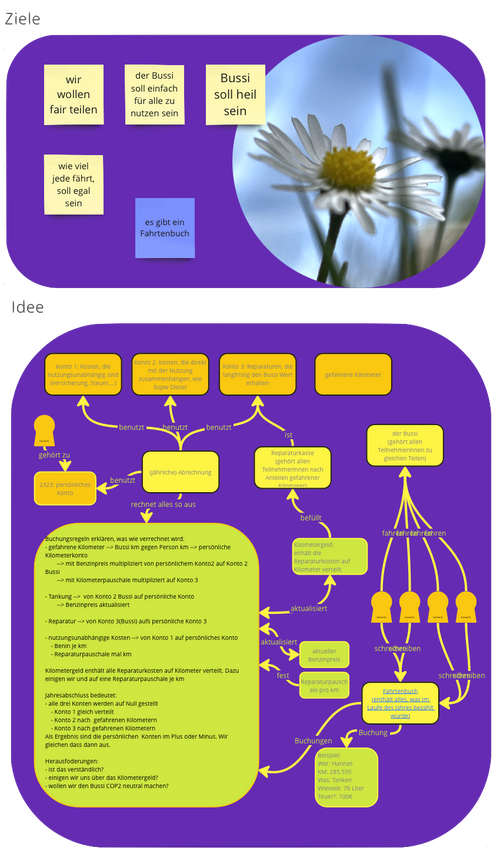 Ziele
wir
wollen
fair teilen
der Bussi
soll einfach
für alle zu
nutzen sein
Bussi
soll heil
sein
wie viel
jede fährt,
soll egal
sein
es gibt ein
Fahrtenbuch
Idee
Konto 1: Kosten, die
nutzungsunabhängig sind
(Versicherung, Steuer,...)
Konto 2: Kosten, die direkt
mit der Nutzung
zusammenhängen, wie
bspw Diesel
Konto 3: Reparaturen, die
langfristig den Bussi Wert
erhalten
gefahrene Kilometer
benutzt
benutzt
benutzt
ist
gehört zu
2323: persönliches
Konto
benutzt
(jährliche) Abrechnung
rechnet alles so aus
Reparaturkasse
(gehört allen
Teilnehmerinnen nach
Anteilen gefahrener
Kilometern)
der Bussi
(gehört allen
Teilnehmerinnen zu
gleichen Teilen)
befüllt
fahren
fahren
fahren
Kilometergeld
enthält die
Reparaturkosten auf
Kilometer verteilt.
aktualisiert
Buchungsregeln erklären, was wie verrechnet wird:
- gefahrene Kilometer --> Bussi km gegen Person km --> persönliche
Kilometerkonto
--> mit Benzinpreis multipliziert von persönlichem Konto2 auf Konto 2
Bussi
--> mit Kilometerpauschale multipliziert auf Konto 3
- Tankung --> von Konto 2 Bussi auf persönliche Konto
--> Benzinpreis aktualisiert
- Reparatur --> von Konto 3(Bussi) aufs persönliche Konto 3
- nutzungsunabhängige Kosten --> von Konto 1 auf persönliches Konto
- Benin je km
- Reparaturpauschale mal km
Kilometergeld enthält alle Reparaturkosten auf Kilometer verteilt. Dazu
einigen wir und auf eine Reparaturpauschale je km
Jahresabschluss bedeutet:
- alle drei Konten werden auf Null gestellt
- Konto 1 gleich verteilt
- Konto 2 nach gefahrenen Kilometern
- Konto 3 nach gefahrenen Kilometern
Als Ergebnis sind die persönlichen Konten im Plus oder Minus. Wir
gleichen dass dann aus.
Herausforderungen:
- ist das verständlich?
- einigen wir uns über das Kilometergeld?
- wollen wir den Bussi COP2 neutral machen?
aktualisiert
aktueller
Benzinpreis
fest
Reparaturpausch
ale pro km
schreiben
schreiben
Fahrtenbuch
(enthält alles, was im
Laufe des Jahres bezahlt
wurde)
Buchungen
Buchung
Beispiel:
Wer: Hannes
KM: 285.555
Was: Tanken
Wieviele: 76 Liter
Teuer?: 100€